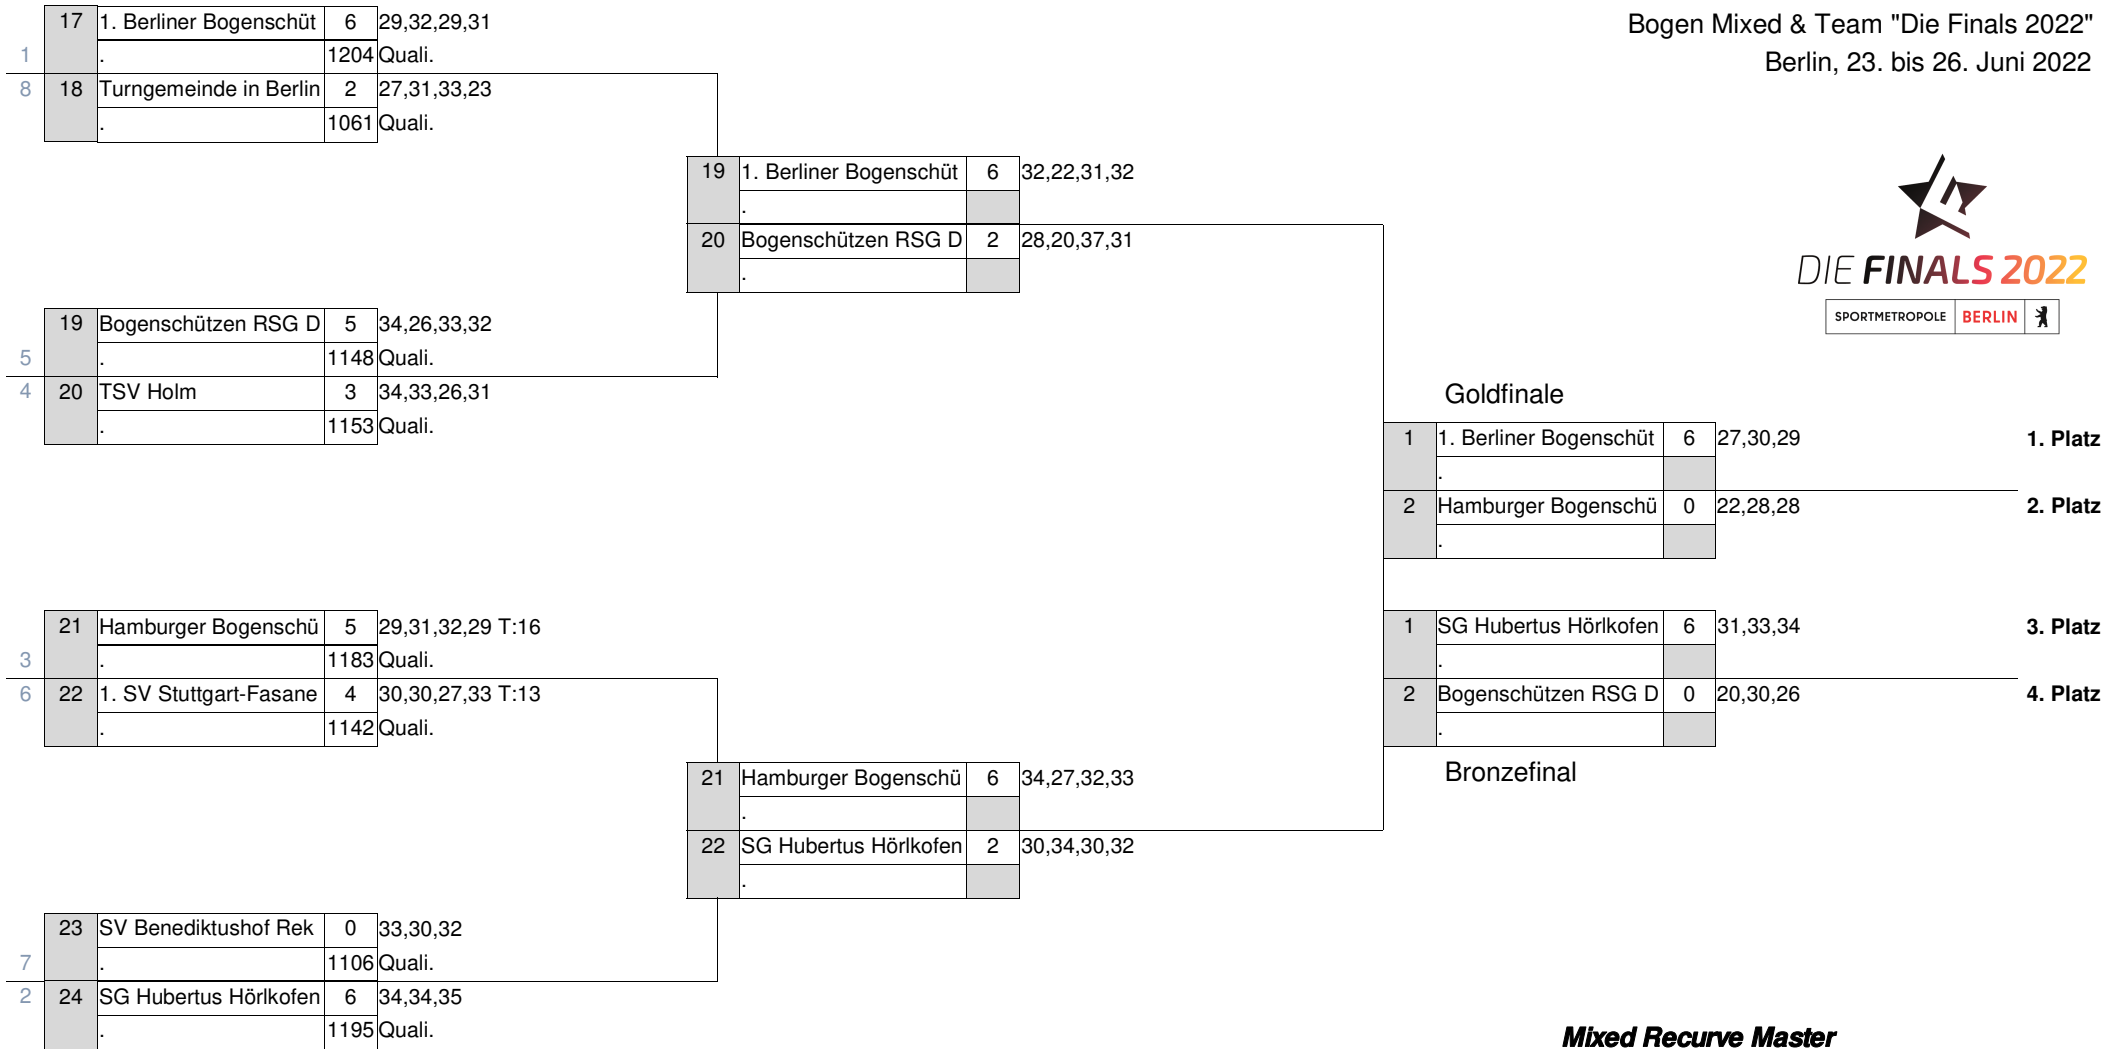 Bogen Mixed & Team "Die Finals 2022"
Berlin, 23. bis 26. Juni 2022
17 1. Berliner Bogenschüt 6 29,32,29,31
1 . 1204 Quali.
8 18 Turngemeinde in Berlin 2 27,31,33,23
. 1061 Quali.
19 1. Berliner Bogenschüt 6 32,22,31,32
.
20 Bogenschützen RSG D 2 28,20,37,31
.
DIE FINALS 2022
SPORTMETROPOLE BERLIN
19 Bogenschützen RSG D 5 34,26,33,32
5 . 1148 Quali.
4 20 TSV Holm 3 34,33,26,31
. 1153 Quali.
Goldfinale
1 1. Berliner Bogenschüt 6 27,30,29 1. Platz
.
2 Hamburger Bogenschü 0 22,28,28 2. Platz
.
21 Hamburger Bogenschü 5 29,31,32,29 T:16
3 . 1183 Quali.
6 22 1. SV Stuttgart-Fasane 4 30,30,27,33 T:13
. 1142 Quali.
1 SG Hubertus Hörlkofen 6 31,33,34 3. Platz
.
2 Bogenschützen RSG D 0 20,30,26 4. Platz
.
Bronzefinal
21 Hamburger Bogenschü 6 34,27,32,33
.
22 SG Hubertus Hörlkofen 2 30,34,30,32
.
23 SV Benediktushof Rek 0 33,30,32
7 . 1106 Quali.
2 24 SG Hubertus Hörlkofen 6 34,34,35
. 1195 Quali.
Mixed Recurve Master